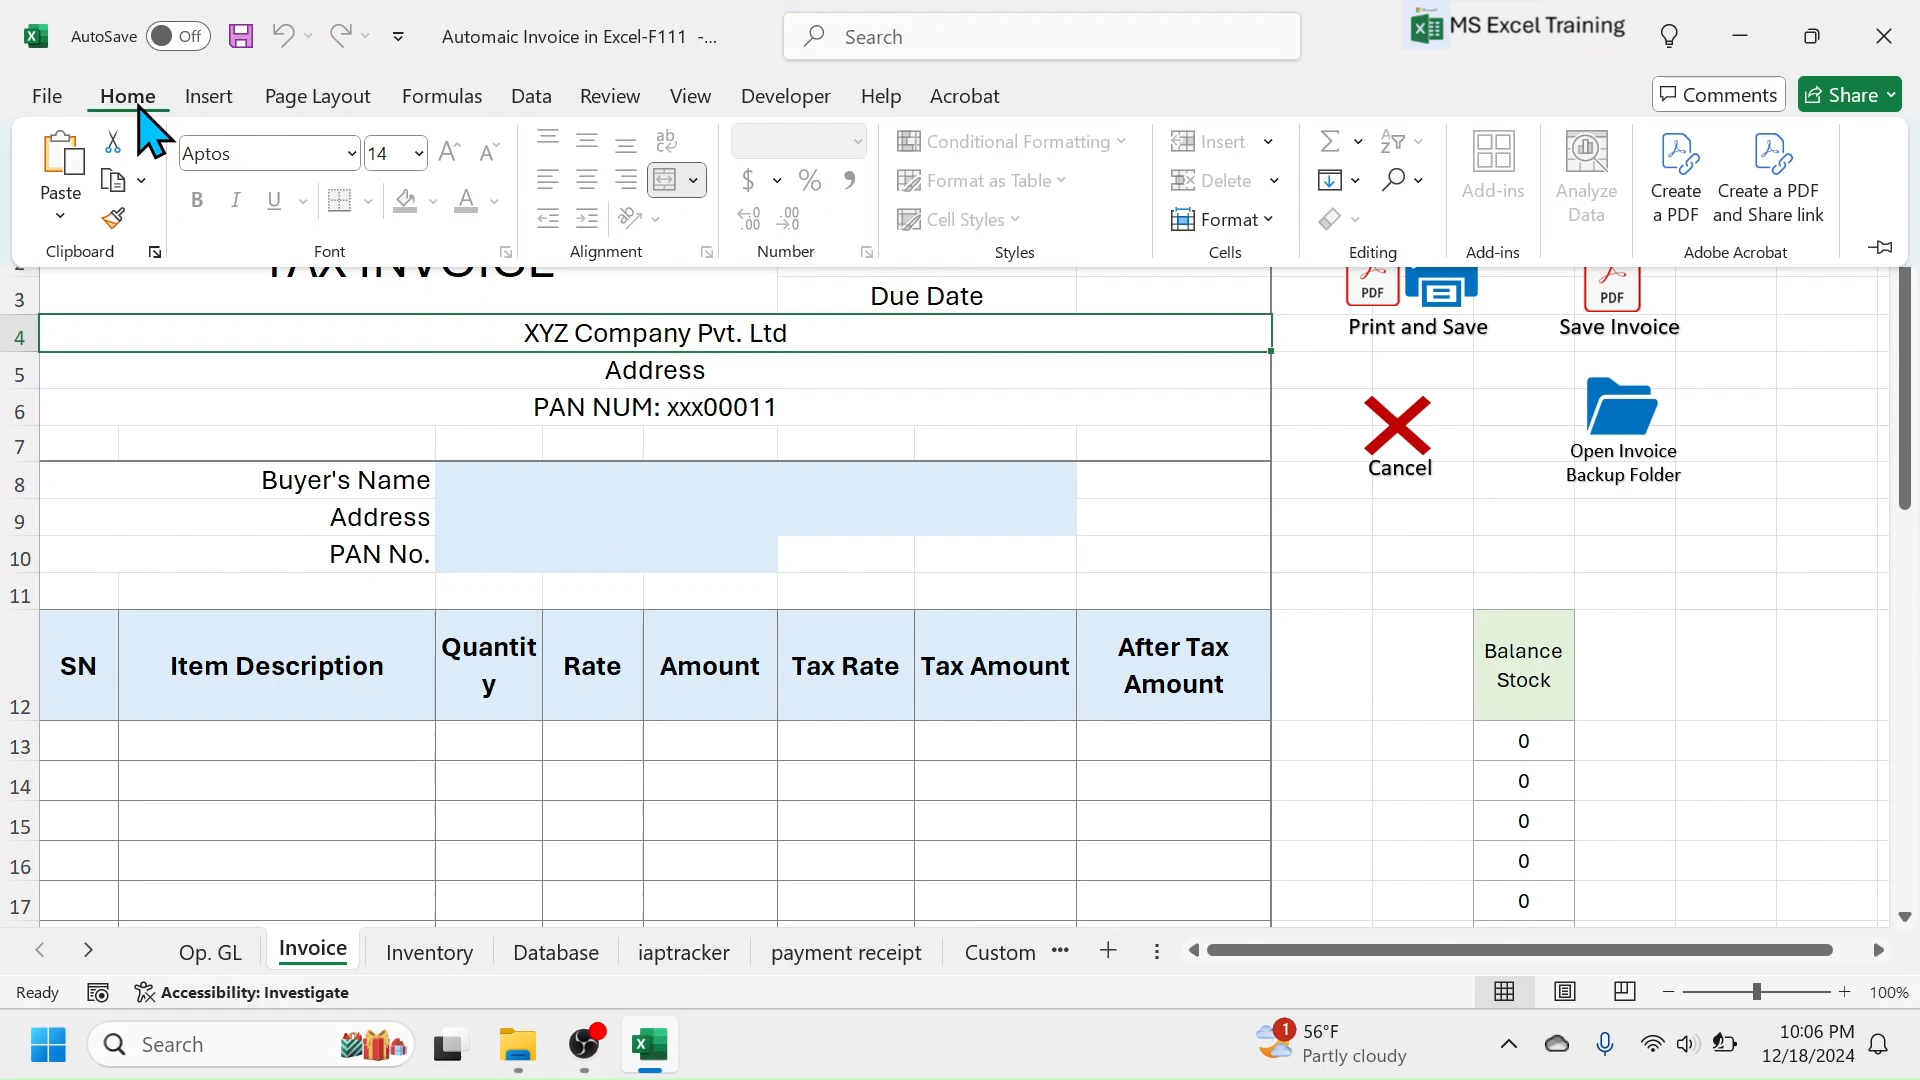 AutoSave Off Automaic Invoice in Excel-F111 -... Search MS Excel Training
File Home Insert Page Layout Formulas Data Review View Developer Help Acrobat Comments Share
Paste
Aptos 14
Conditional Formatting
Format as Table
Cell Styles
Insert
Delete
Format
Add-ins
Analyze
Data
Create
a PDF
Create a PDF
and Share link
Clipboard Font Alignment Number Styles Cells Editing Add-ins Adobe Acrobat
TAX INVOICE
3 Due Date
4 XYZ Company Pvt. Ltd
5 Address
6 PAN NUM: xxx00011
7
8 Buyer's Name
9 Address
10 PAN No.
11
PDF
Print and Save
PDF
Save Invoice
Cancel
Open Invoice
Backup Folder
12 SN Item Description Quantit
y Rate Amount Tax Rate Tax Amount After Tax
Amount
Balance
Stock
13 0
14 0
15 0
16 0
17 0
Op. GL Invoice Inventory Database iaptracker payment receipt Custom ...
Ready Accessibility: Investigate 100%
Search
1
56°F
Partly cloudy
10:06 PM
12/18/2024